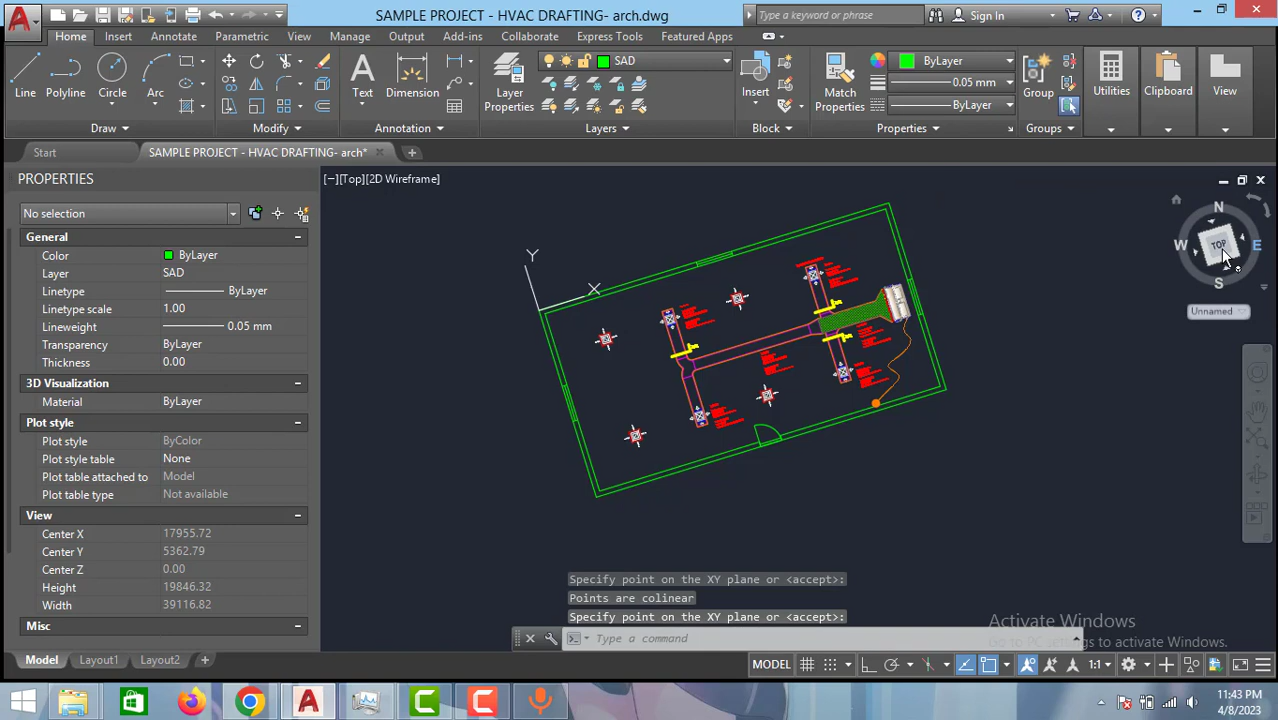 SAMPLE PROJECT - HVAC DRAFTING- arch.dwg
Type a keyword or phrase
Sign In
Home
Insert
Annotate
Parametric
View
Manage
Output
Add-ins
Collaborate
Express Tools
Featured Apps
Line
Polyline
Circle
Arc
Text
Dimension
Layer
Properties
SAD
Insert
Match
Properties
ByLayer
0.05 mm
ByLayer
Group
Utilities
Clipboard
View
Draw
Modify
Annotation
Layers
Block
Properties
Groups
Start
SAMPLE PROJECT - HVAC DRAFTING- arch*
PROPERTIES
No selection
General
Color ByLayer
Layer SAD
Linetype ByLayer
Linetype scale 1.00
Lineweight 0.05 mm
Transparency ByLayer
Thickness 0.00
3D Visualization
Material ByLayer
Plot style
Plot style ByColor
Plot style table None
Plot table attached to Model
Plot table type Not available
View
Center X 17955.72
Center Y 5362.79
Center Z 0.00
Height 19846.32
Width 39116.82
Misc
[−][Top][2D Wireframe]
Y
X
N
W
TOP
E
S
Unnamed
Specify point on the XY plane or <accept>:
Points are colinear
Specify point on the XY plane or <accept>:
Type a command
Activate Windows
Go to PC settings to activate Windows.
Model
Layout1
Layout2
MODEL
1:1
11:43 PM
4/8/2023